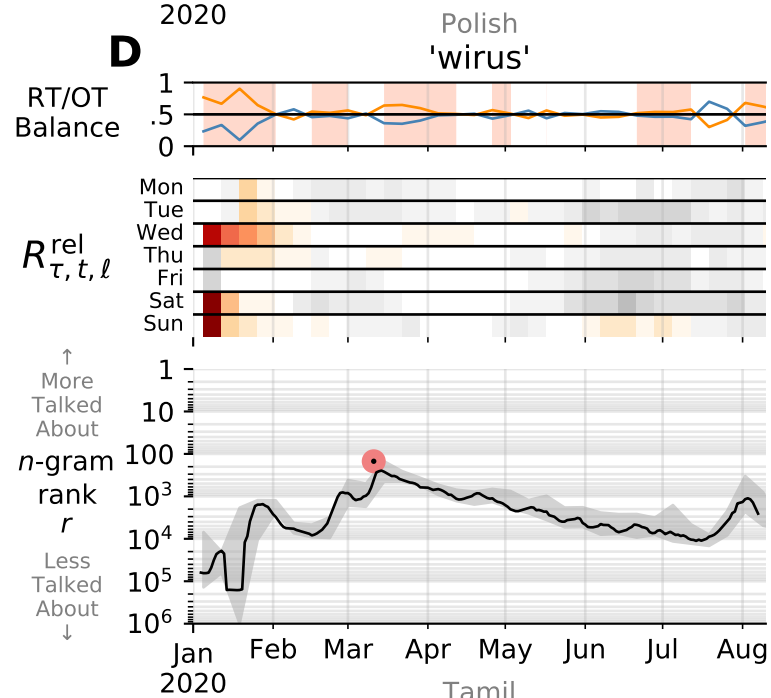 2020
Polish
D
'wirus'
RT/OT
Balance
1
.5
0
Mon
Tue
Wed
Thu
Fri
Sat
Sun
R^rel_τ,t,ℓ
↑
More
Talked
About
n-gram
rank
r
Less
Talked
About
↓
1
10
100
10³
10⁴
10⁵
10⁶
Jan Feb Mar Apr May Jun Jul Aug
2020
Tamil